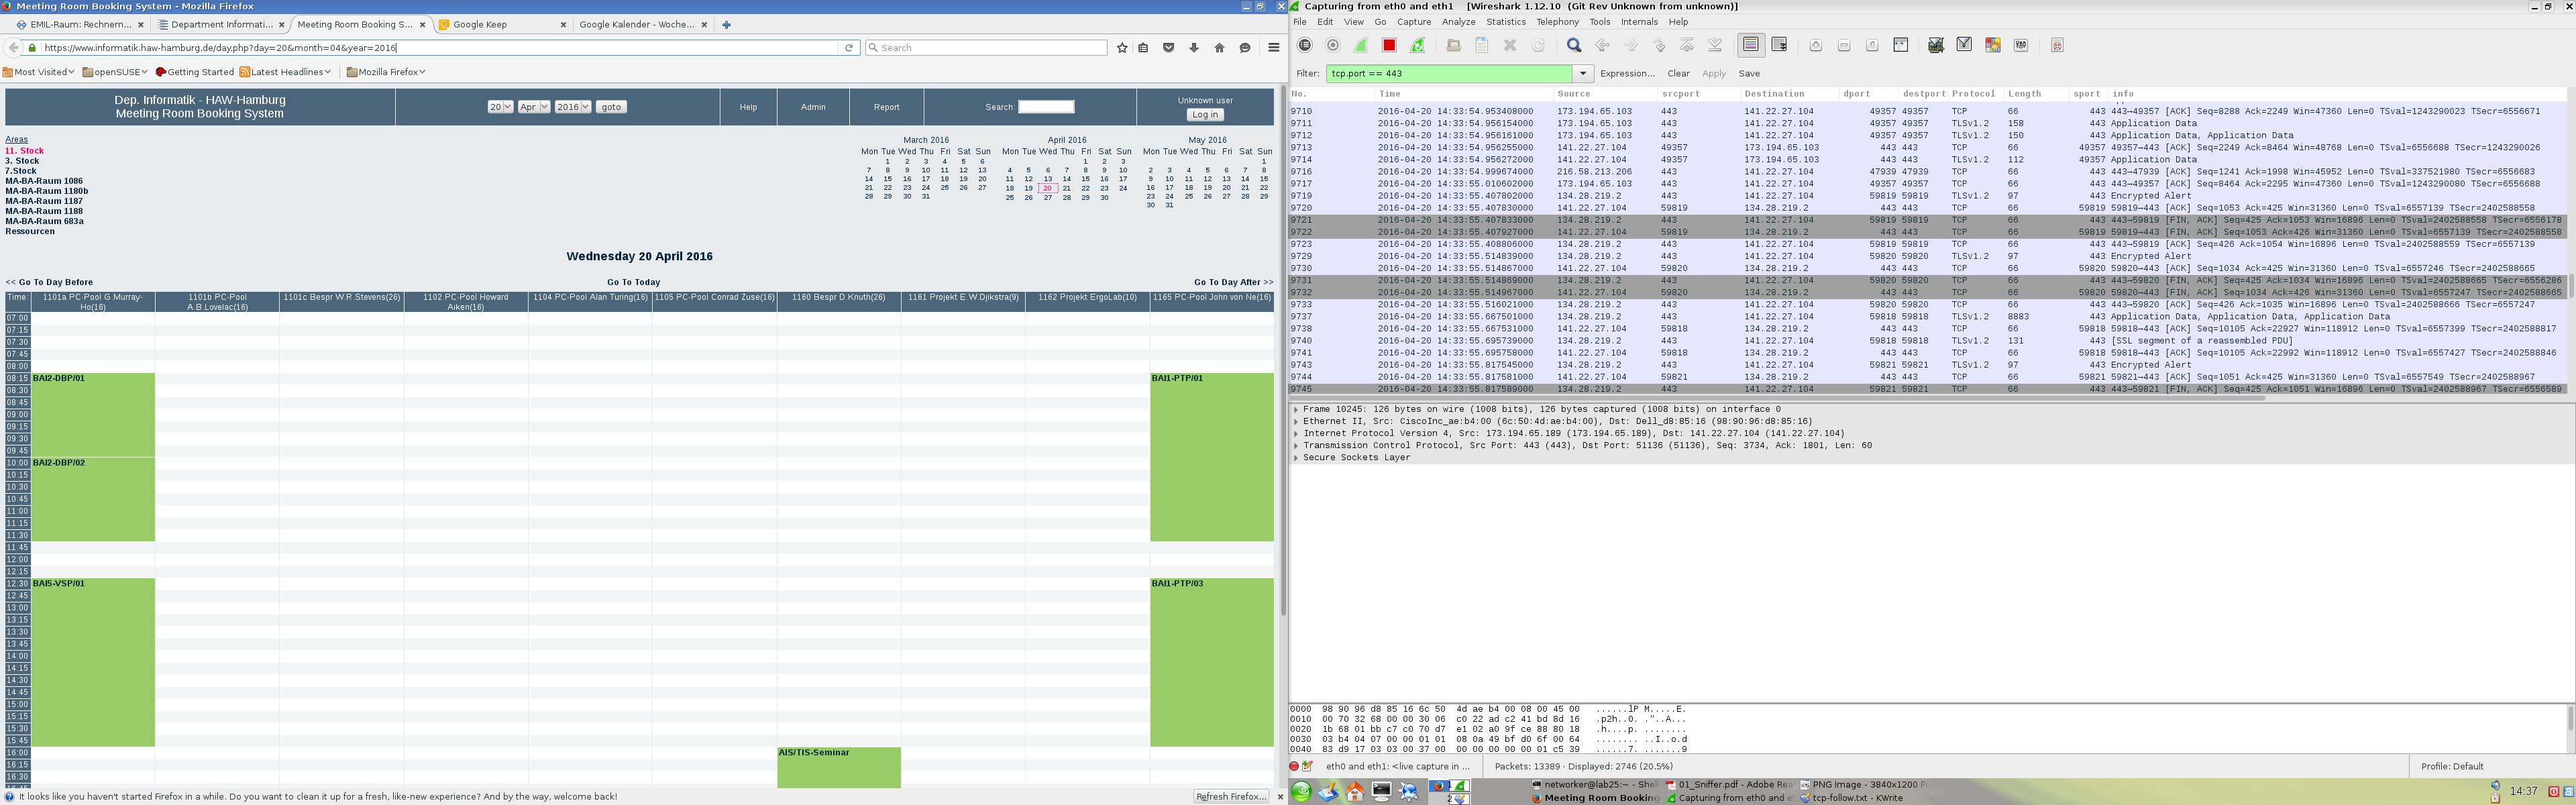 Meeting Room Booking System - Mozilla Firefox
EMIL-Raum: Rechnern...
Department Informati...
Meeting Room Booking S...
Google Keep
Google Kalender - Woche...
https://www.informatik.haw-hamburg.de/day.php?day=20&month=04&year=2016
Search
Most Visited
openSUSE
Getting Started
Latest Headlines
Mozilla Firefox
Dep. Informatik - HAW-Hamburg
Meeting Room Booking System
20 Apr 2016 goto
Help
Admin
Report
Search:
Unknown user
Log in
Areas
11. Stock
3. Stock
7.Stock
MA-BA-Raum 1086
MA-BA-Raum 1180b
MA-BA-Raum 1187
MA-BA-Raum 1188
MA-BA-Raum 683a
Ressourcen
March 2016
Mon Tue Wed Thu Fri Sat Sun
1 2 3 4 5 6
7 8 9 10 11 12 13
14 15 16 17 18 19 20
21 22 23 24 25 26 27
28 29 30 31
April 2016
Mon Tue Wed Thu Fri Sat Sun
1 2 3
4 5 6 7 8 9 10
11 12 13 14 15 16 17
18 19 20 21 22 23 24
25 26 27 28 29 30
May 2016
Mon Tue Wed Thu Fri Sat Sun
1
2 3 4 5 6 7 8
9 10 11 12 13 14 15
16 17 18 19 20 21 22
23 24 25 26 27 28 29
30 31
Wednesday 20 April 2016
<< Go To Day Before
Go To Today
Go To Day After >>
Time:
1101a PC-Pool G.Murray-
Ho(16)
1101b PC-Pool
A.B.Lovelac(16)
1101c Bespr W.R.Stevens(26)
1102 PC-Pool Howard
Aiken(16)
1104 PC-Pool Alan Turing(16)
1105 PC-Pool Conrad Zuse(16)
1160 Bespr D.Knuth(26)
1161 Projekt E.W.Djikstra(9)
1162 Projekt ErgoLab(10)
1165 PC-Pool John von Ne(16)
07:00
07:15
07:30
07:45
08:00
08:15 BAI2-DBP/01 BAI1-PTP/01
08:30
08:45
09:00
09:15
09:30
09:45
10:00 BAI2-DBP/02
10:15
10:30
10:45
11:00
11:15
11:30
11:45
12:00
12:15
12:30 BAI5-VSP/01 BAI1-PTP/03
12:45
13:00
13:15
13:30
13:45
14:00
14:15
14:30
14:45
15:00
15:15
15:30
15:45
16:00 AIS/TIS-Seminar
16:15
16:30
It looks like you haven't started Firefox in a while. Do you want to clean it up for a fresh, like-new experience? And by the way, welcome back!
Refresh Firefox...
Capturing from eth0 and eth1 [Wireshark 1.12.10 (Git Rev Unknown from unknown)]
File Edit View Go Capture Analyze Statistics Telephony Tools Internals Help
Filter: tcp.port == 443 Expression... Clear Apply Save
No. Time Source srcport Destination dport destport Protocol Length sport info
9710 2016-04-20 14:33:54.953408000 173.194.65.103 443 141.22.27.104 49357 49357 TCP 66 443 443→49357 [ACK] Seq=8288 Ack=2249 Win=47360 Len=0 TSval=1243290023 TSecr=6556671
9711 2016-04-20 14:33:54.956154000 173.194.65.103 443 141.22.27.104 49357 49357 TLSv1.2 158 443 Application Data
9712 2016-04-20 14:33:54.956161000 173.194.65.103 443 141.22.27.104 49357 49357 TLSv1.2 150 443 Application Data, Application Data
9713 2016-04-20 14:33:54.956255000 141.22.27.104 49357 173.194.65.103 443 443 TCP 66 49357 49357→443 [ACK] Seq=2249 Ack=8464 Win=48768 Len=0 TSval=6556688 TSecr=1243290026
9714 2016-04-20 14:33:54.956272000 141.22.27.104 49357 173.194.65.103 443 443 TLSv1.2 112 49357 Application Data
9716 2016-04-20 14:33:54.999674000 216.58.213.206 443 141.22.27.104 47939 47939 TCP 66 443 443→47939 [ACK] Seq=1241 Ack=1998 Win=45952 Len=0 TSval=337521980 TSecr=6556683
9717 2016-04-20 14:33:55.010602000 173.194.65.103 443 141.22.27.104 49357 49357 TCP 66 443 443→49357 [ACK] Seq=8464 Ack=2295 Win=47360 Len=0 TSval=1243290080 TSecr=6556688
9719 2016-04-20 14:33:55.407802000 134.28.219.2 443 141.22.27.104 59819 59819 TLSv1.2 97 443 Encrypted Alert
9720 2016-04-20 14:33:55.407830000 141.22.27.104 59819 134.28.219.2 443 443 TCP 66 59819 59819→443 [ACK] Seq=1053 Ack=425 Win=31360 Len=0 TSval=6557139 TSecr=2402588558
9721 2016-04-20 14:33:55.407833000 134.28.219.2 443 141.22.27.104 59819 59819 TCP 66 443 443→59819 [FIN, ACK] Seq=425 Ack=1053 Win=16896 Len=0 TSval=2402588558 TSecr=6556178
9722 2016-04-20 14:33:55.407927000 141.22.27.104 59819 134.28.219.2 443 443 TCP 66 59819 59819→443 [FIN, ACK] Seq=1053 Ack=426 Win=31360 Len=0 TSval=6557139 TSecr=2402588558
9723 2016-04-20 14:33:55.408806000 134.28.219.2 443 141.22.27.104 59819 59819 TCP 66 443 443→59819 [ACK] Seq=426 Ack=1054 Win=16896 Len=0 TSval=2402588559 TSecr=6557139
9729 2016-04-20 14:33:55.514839000 134.28.219.2 443 141.22.27.104 59820 59820 TLSv1.2 97 443 Encrypted Alert
9730 2016-04-20 14:33:55.514867000 141.22.27.104 59820 134.28.219.2 443 443 TCP 66 59820 59820→443 [ACK] Seq=1034 Ack=425 Win=31360 Len=0 TSval=6557246 TSecr=2402588665
9731 2016-04-20 14:33:55.514869000 134.28.219.2 443 141.22.27.104 59820 59820 TCP 66 443 443→59820 [FIN, ACK] Seq=425 Ack=1034 Win=16896 Len=0 TSval=2402588665 TSecr=6556286
9732 2016-04-20 14:33:55.514967000 141.22.27.104 59820 134.28.219.2 443 443 TCP 66 59820 59820→443 [FIN, ACK] Seq=1034 Ack=426 Win=31360 Len=0 TSval=6557247 TSecr=2402588665
9733 2016-04-20 14:33:55.516021000 134.28.219.2 443 141.22.27.104 59820 59820 TCP 66 443 443→59820 [ACK] Seq=426 Ack=1035 Win=16896 Len=0 TSval=2402588666 TSecr=6557247
9737 2016-04-20 14:33:55.667501000 134.28.219.2 443 141.22.27.104 59818 59818 TLSv1.2 8883 443 Application Data, Application Data, Application Data
9738 2016-04-20 14:33:55.667531000 141.22.27.104 59818 134.28.219.2 443 443 TCP 66 59818 59818→443 [ACK] Seq=10105 Ack=22927 Win=118912 Len=0 TSval=6557399 TSecr=2402588817
9740 2016-04-20 14:33:55.695739000 134.28.219.2 443 141.22.27.104 59818 59818 TLSv1.2 131 443 [SSL segment of a reassembled PDU]
9741 2016-04-20 14:33:55.695758000 141.22.27.104 59818 134.28.219.2 443 443 TCP 66 59818 59818→443 [ACK] Seq=10105 Ack=22992 Win=118912 Len=0 TSval=6557427 TSecr=2402588846
9743 2016-04-20 14:33:55.817545000 134.28.219.2 443 141.22.27.104 59821 59821 TLSv1.2 97 443 Encrypted Alert
9744 2016-04-20 14:33:55.817581000 141.22.27.104 59821 134.28.219.2 443 443 TCP 66 59821 59821→443 [ACK] Seq=1051 Ack=425 Win=31360 Len=0 TSval=6557549 TSecr=2402588967
9745 2016-04-20 14:33:55.817589000 134.28.219.2 443 141.22.27.104 59821 59821 TCP 66 443 443→59821 [FIN, ACK] Seq=425 Ack=1051 Win=16896 Len=0 TSval=2402588967 TSecr=6556589
Frame 10245: 126 bytes on wire (1008 bits), 126 bytes captured (1008 bits) on interface 0
Ethernet II, Src: CiscoInc_ae:b4:00 (6c:50:4d:ae:b4:00), Dst: Dell_d8:85:16 (98:90:96:d8:85:16)
Internet Protocol Version 4, Src: 173.194.65.189 (173.194.65.189), Dst: 141.22.27.104 (141.22.27.104)
Transmission Control Protocol, Src Port: 443 (443), Dst Port: 51136 (51136), Seq: 3734, Ack: 1801, Len: 60
Secure Sockets Layer
0000 98 90 96 d8 85 16 6c 50 4d ae b4 00 08 00 45 00 ......lP M.....E.
0010 00 70 32 68 00 00 30 06 c0 22 ad c2 41 bd 8d 16 .p2h..0. ."..A...
0020 1b 68 01 bb c7 c0 70 d7 e1 02 a0 9f ce 88 80 18 .h....p. ........
0030 03 b4 04 07 00 00 01 01 08 0a 49 bf d0 6f 00 64 ........ ..I..o.d
0040 83 d9 17 03 03 00 37 00 00 00 00 00 00 01 c5 39 ......7. .......9
eth0 and eth1: <live capture in ...
Packets: 13389 · Displayed: 2746 (20.5%)
Profile: Default
networker@lab25:~ - Shell
01_Sniffer.pdf - Adobe Rea
PNG Image - 3840x1200 P
Meeting Room Booking
Capturing from eth0 and et
tcp-follow.txt - KWrite
14:37